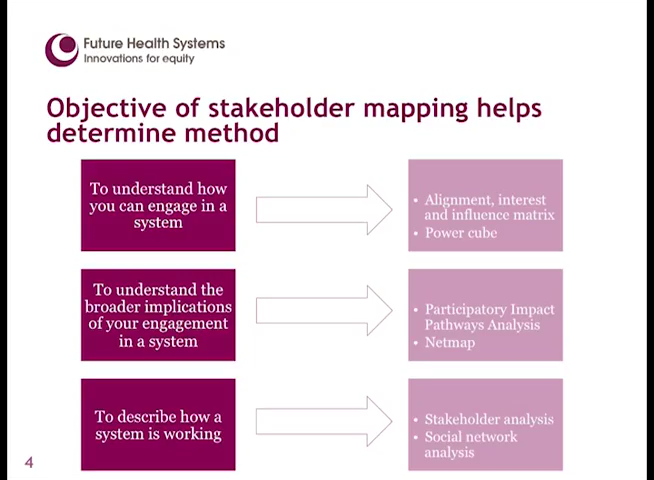 Future Health Systems
Innovations for equity
Objective of stakeholder mapping helps
determine method
To understand how
you can engage in a
system
• Alignment, interest
and influence matrix
• Power cube
To understand the
broader implications
of your engagement
in a system
• Participatory Impact
Pathways Analysis
• Netmap
To describe how a
system is working
• Stakeholder analysis
• Social network
analysis
4